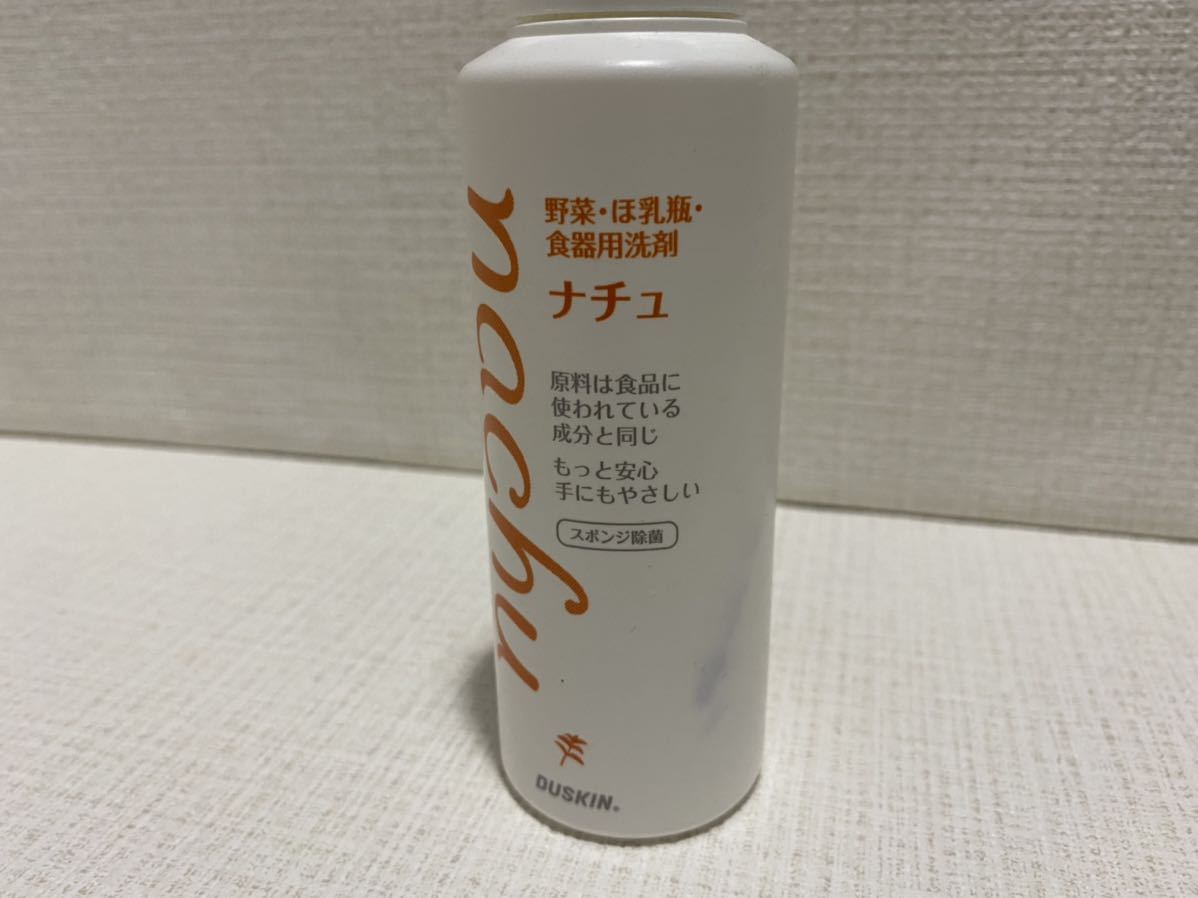 nachu
野菜・ほ乳瓶・
食器用洗剤
ナチュ
原料は食品に
使われている
成分と同じ
もっと安心
手にもやさしい
スポンジ除菌
DUSKIN®